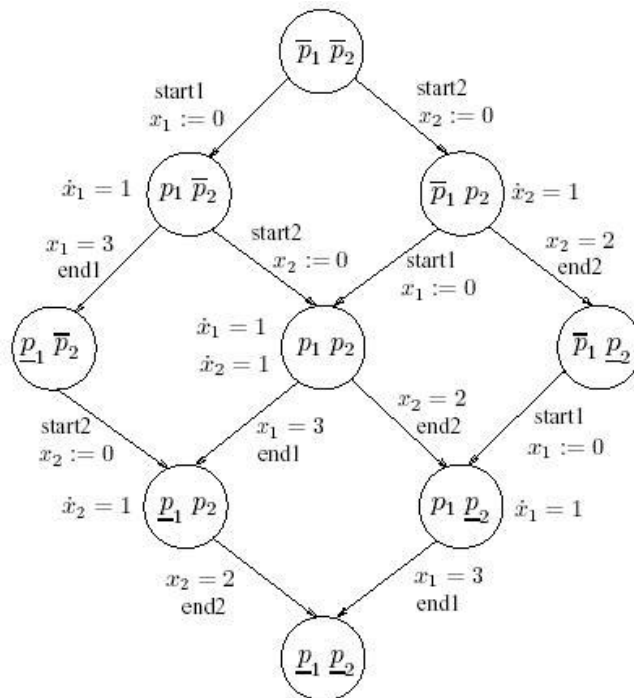 p̅₁ p̅₂
start1
x₁ := 0
start2
x₂ := 0
ẋ₁ = 1
p₁ p̅₂
p̅₁ p₂
ẋ₂ = 1
x₁ = 3
end1
start2
x₂ := 0
start1
x₁ := 0
x₂ = 2
end2
p̲₁ p̅₂
ẋ₁ = 1
ẋ₂ = 1
p₁ p₂
p̅₁ p̲₂
start2
x₂ := 0
x₁ = 3
end1
x₂ = 2
end2
start1
x₁ := 0
ẋ₂ = 1
p̲₁ p₂
p₁ p̲₂
ẋ₁ = 1
x₂ = 2
end2
x₁ = 3
end1
p̲₁ p̲₂